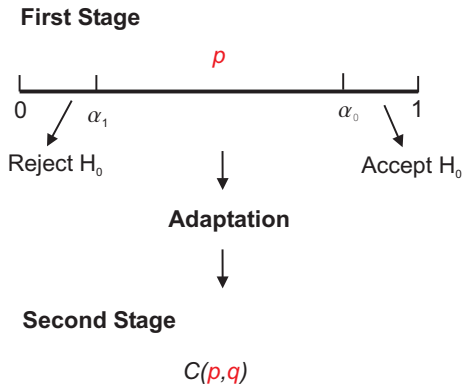 First Stage
p
0 α₁ α₀ 1
Reject H₀ Accept H₀
Adaptation
Second Stage
C(p,q)